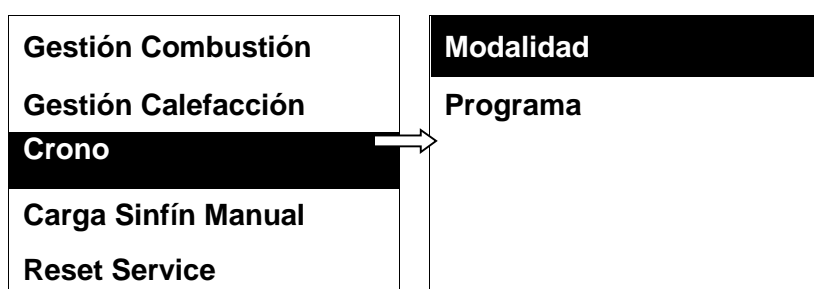 Gestión Combustión
Gestión Calefacción
Crono
Carga Sinfín Manual
Reset Service
Modalidad
Programa